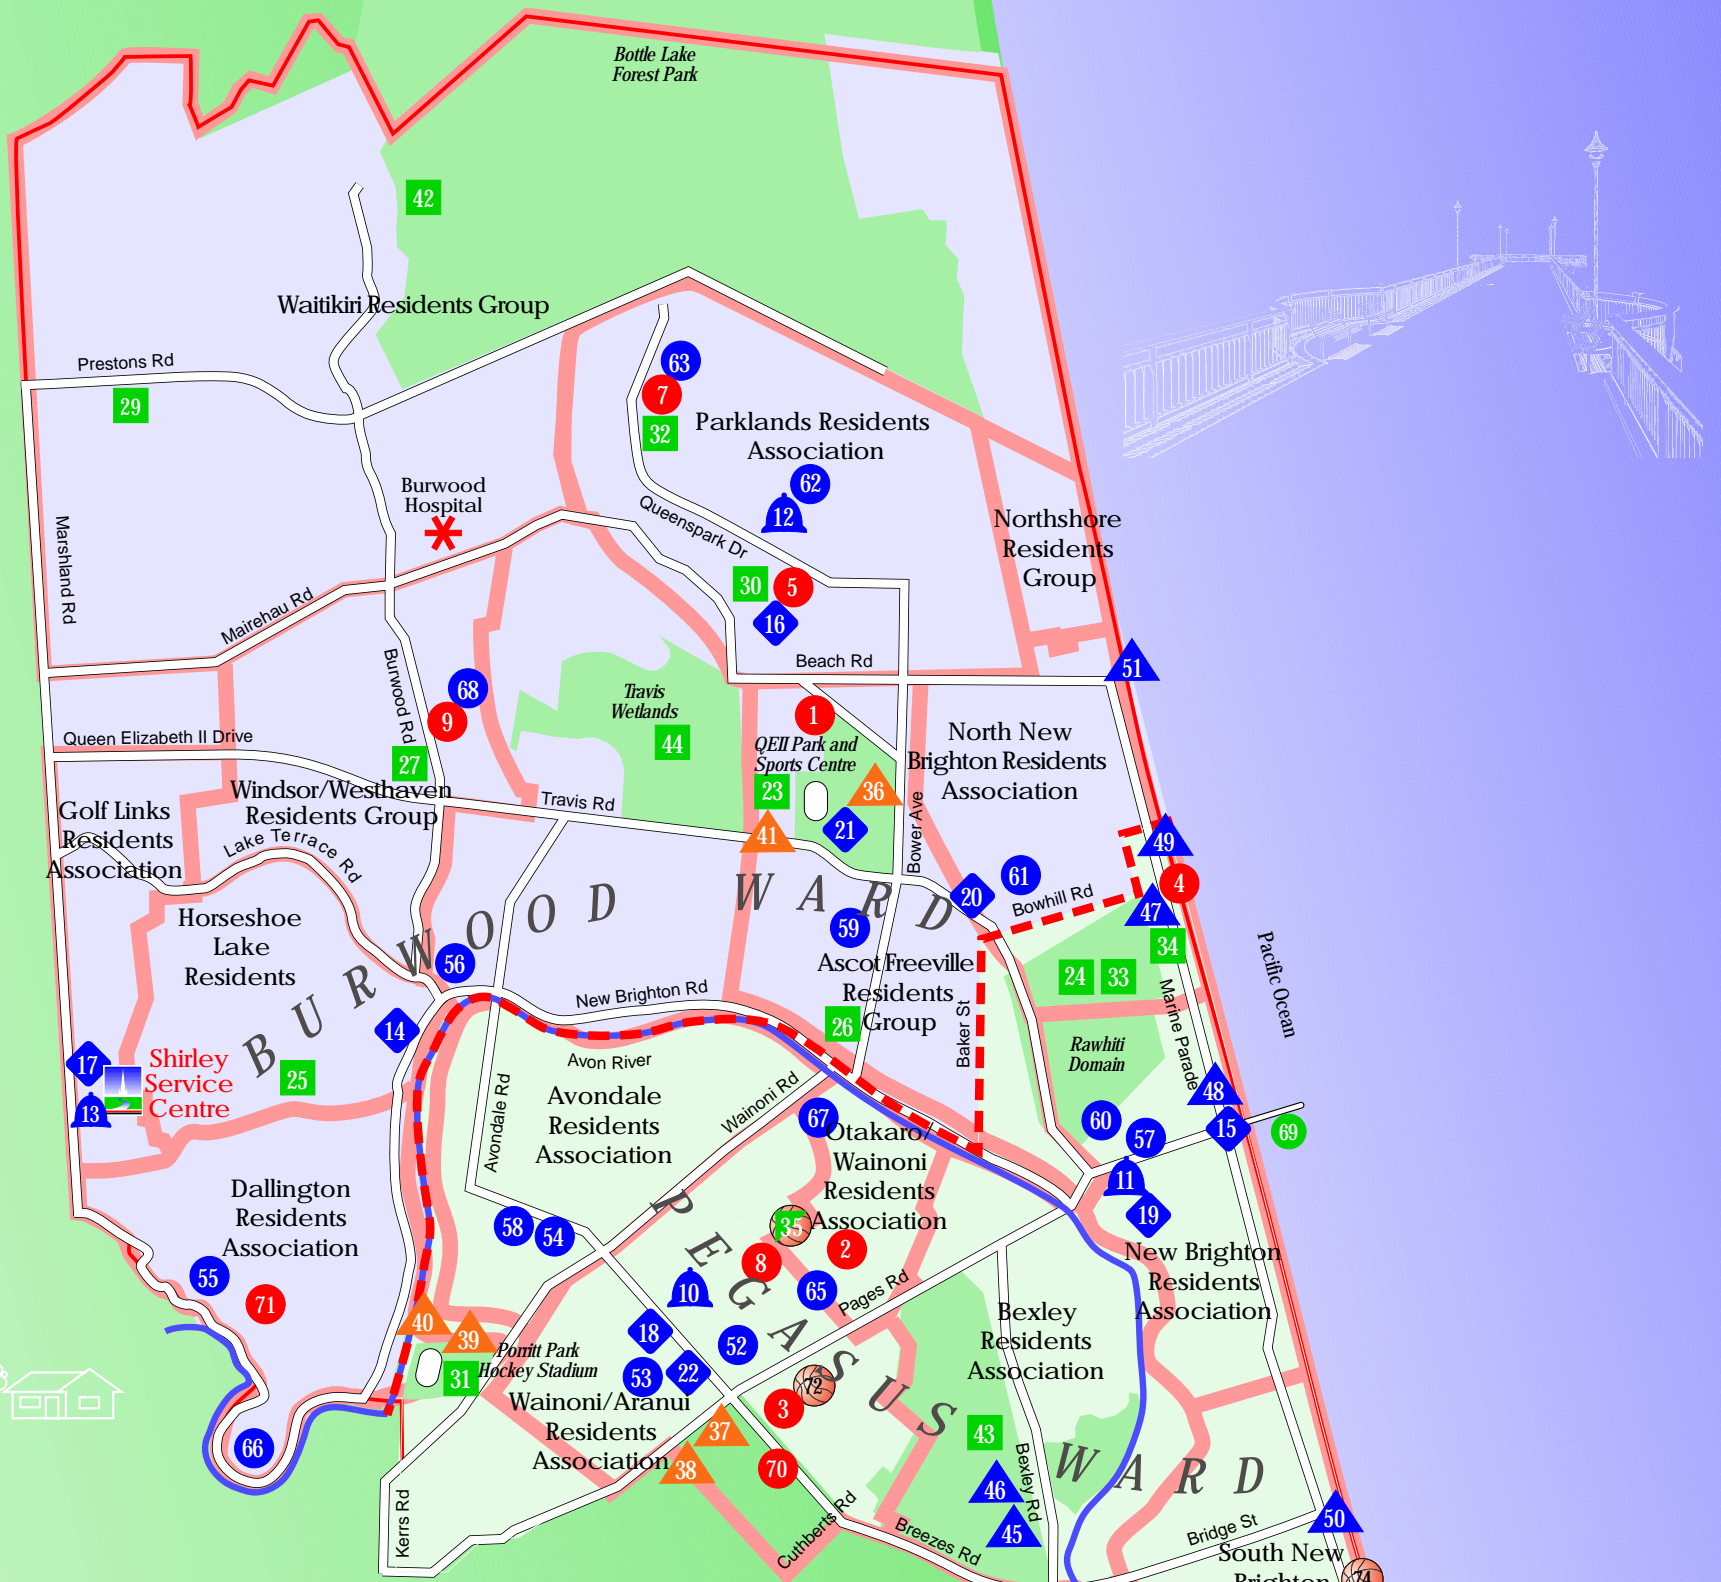 Bottle Lake
Forest Park
42
Waitikiri Residents Group
Prestons Rd
29
63
7
32
Parklands Residents
Association
62
12
Burwood
Hospital
Queenspark Dr
Northshore
Residents
Group
Marshland Rd
Mairehau Rd
30
5
16
Beach Rd
51
Burwood Rd
68
9
27
Travis
Wetlands
44
1
QEII Park and
Sports Centre
23
36
41
21
Bower Ave
North New
Brighton Residents
Association
Queen Elizabeth II Drive
Windsor/Westhaven
Residents Group
Travis Rd
Golf Links
Residents
Association
Lake Terrace Rd
49
4
47
34
61
20
Bowhill Rd
BURWOOD WARD
59
Horseshoe
Lake
Residents
56
Ascot Freeville
Residents
Group
26
24
33
Pacific Ocean
Marine Parade
New Brighton Rd
Baker St
14
Rawhiti
Domain
17
Shirley
Service
Centre
13
25
Avon River
Avondale
Residents
Association
Avondale Rd
Wainoni Rd
67
48
60
57
15
69
Otakaro/
Wainoni
Residents
Association
11
19
Dallington
Residents
Association
55
71
58
54
35
8
2
10
65
Pages Rd
New Brighton
Residents
Association
PEGASUS WARD
Bexley
Residents
Association
40
39
31
Porritt Park
Hockey Stadium
18
52
53
22
72
3
Wainoni/Aranui
Residents
Association
37
38
70
43
46
45
Bexley Rd
66
Kerrs Rd
Cuthberts Rd
Breezes Rd
Bridge St
50
South New
Brighton
74